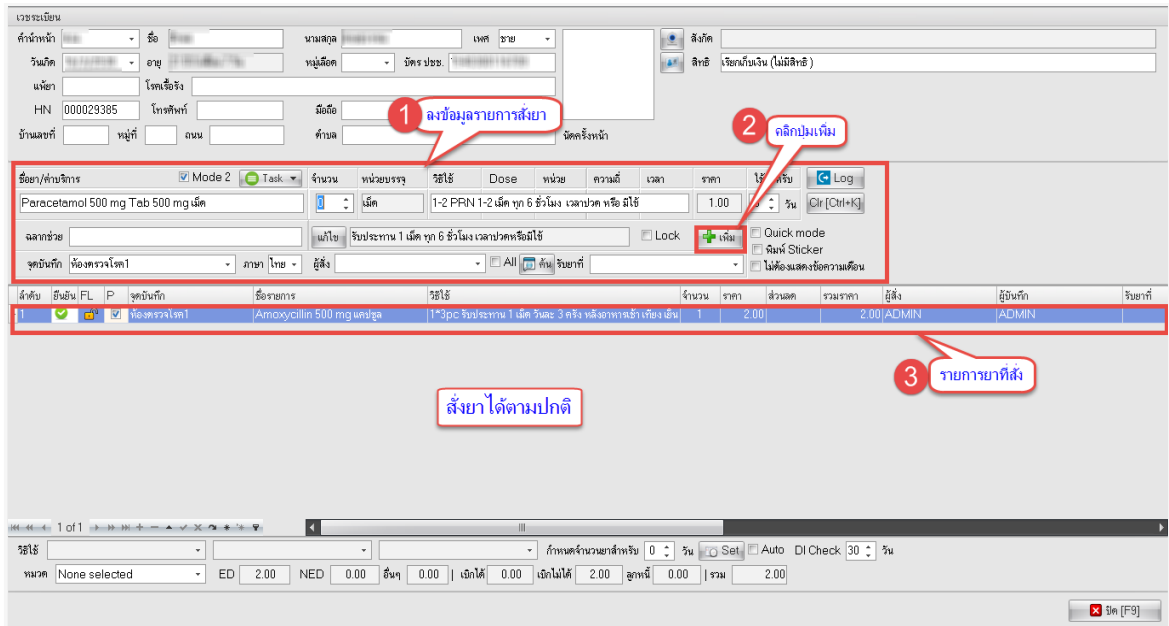 เวชระเบียน
คำนำหน้า ชื่อ นามสกุล เพศ ชาย สังกัด
วันเกิด อายุ หมู่เลือด บัตร ปชช. สิทธิ เรียกเก็บเงิน (ไม่มีสิทธิ )
แพ้ยา โรคเรื้อรัง
HN 000029385 โทรศัพท์ มือถือ
1 ลงข้อมูลรายการสั่งยา
2 คลิกปุ่มเพิ่ม
บ้านเลขที่ หมู่ที่ ถนน ตำบล นัดครั้งหน้า
ชื่อยา/ค่าบริการ Mode 2 Task จำนวน หน่วยบรรจุ วิธีใช้ Dose หน่วย ความถี่ เวลา ราคา Log
Paracetamol 500 mg Tab 500 mg เม็ด 0 เม็ด 1-2 PRN 1-2 เม็ด ทุก 6 ชั่วโมง เวลาปวด หรือ มีไข้ 1.00 วัน Clr [Ctrl+K]
ฉลากช่วย แก้ไข รับประทาน 1 เม็ด ทุก 6 ชั่วโมง เวลาปวดหรือมีไข้ Lock เพิ่ม Quick mode
พิมพ์ Sticker
จุดบันทึก ห้องตรวจโรค1 ภาษา ไทย ผู้สั่ง All ค้น รับยาที่ ไม่ต้องแสดงข้อความเตือน
ลำดับ ยืนยัน FL P จุดบันทึก ชื่อรายการ วิธีใช้ จำนวน ราคา ส่วนลด รวมราคา ผู้สั่ง ผู้บันทึก รับยาที่
1 ห้องตรวจโรค1 Amoxycillin 500 mg แคปซูล 1*3pc รับประทาน 1 เม็ด วันละ 3 ครั้ง หลังอาหารเช้า เที่ยง เย็น 1 2.00 2.00 ADMIN ADMIN
3 รายการยาที่สั่ง
สั่งยาได้ตามปกติ
1 of 1
วิธีใช้ กำหนดจำนวนยาสำหรับ 0 วัน Set Auto DI Check 30 วัน
หมวด None selected ED 2.00 NED 0.00 อื่นๆ 0.00 | เบิกได้ 0.00 เบิกไม่ได้ 2.00 ลูกหนี้ 0.00 | รวม 2.00
ปิด [F9]